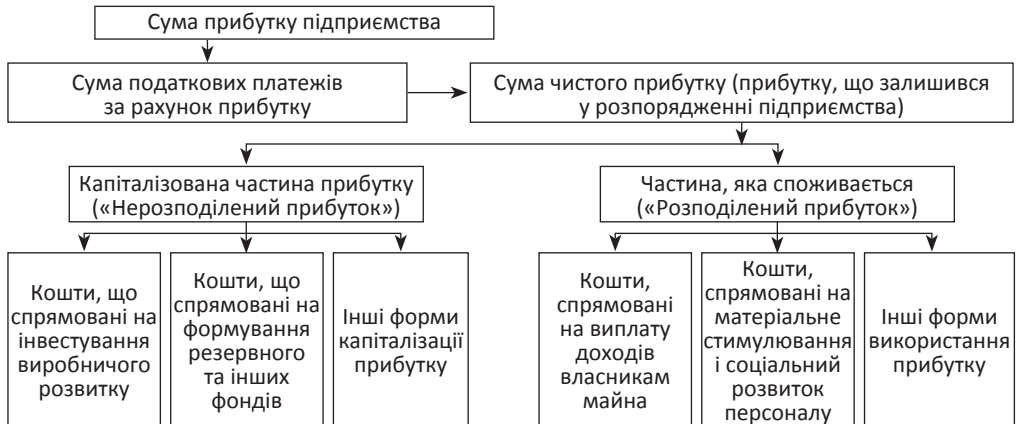 Сума прибутку підприємства
Сума податкових платежів
за рахунок прибутку
Сума чистого прибутку (прибутку, що залишився
у розпорядженні підприємства)
Капіталізована частина прибутку
(«Нерозподілений прибуток»)
Частина, яка споживається
(«Розподілений прибуток»)
Кошти, що
спрямовані на
інвестування
виробничого
розвитку
Кошти, що
спрямовані на
формування
резервного
та інших
фондів
Інші форми
капіталізації
прибутку
Кошти,
спрямовані
на виплату
доходів
власникам
майна
Кошти,
спрямовані на
матеріальне
стимулювання
і соціальний
розвиток
персоналу
Інші форми
використання
прибутку